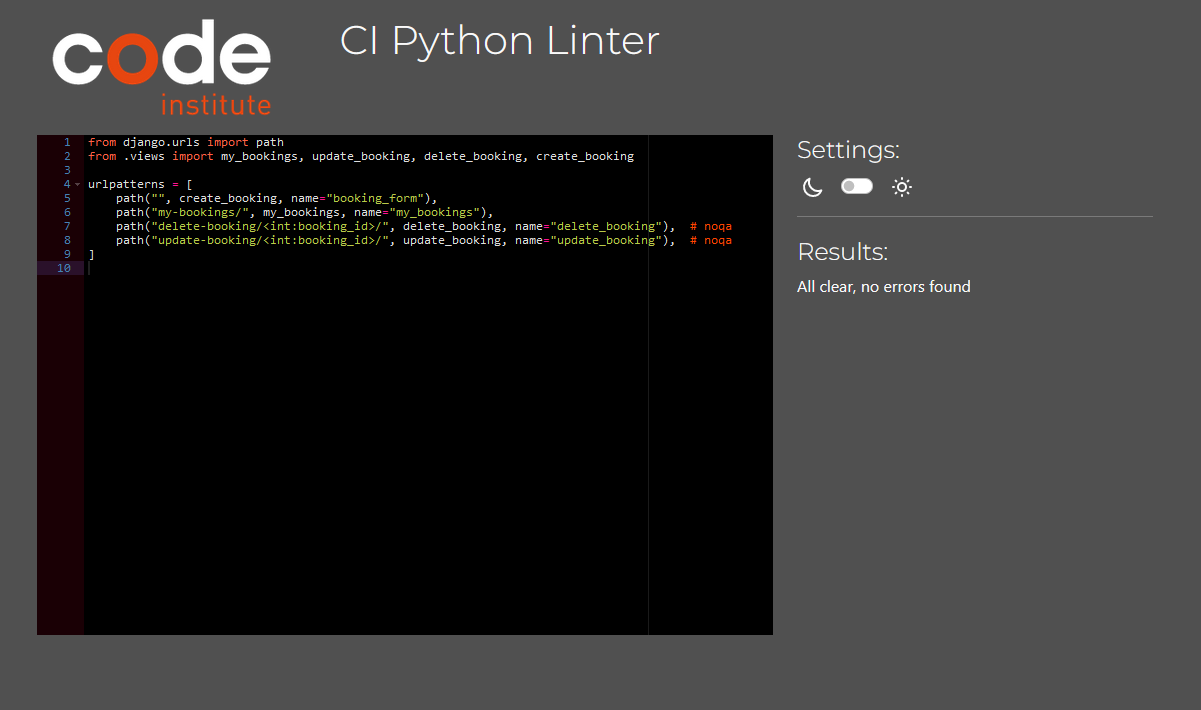 code
institute
CI Python Linter
1 from django.urls import path
2 from .views import my_bookings, update_booking, delete_booking, create_booking
3
4 urlpatterns = [
5     path("", create_booking, name="booking_form"),
6     path("my-bookings/", my_bookings, name="my_bookings"),
7     path("delete-booking/<int:booking_id>/", delete_booking, name="delete_booking"),  # noqa
8     path("update-booking/<int:booking_id>/", update_booking, name="update_booking"),  # noqa
9 ]
10
Settings:
Results:
All clear, no errors found